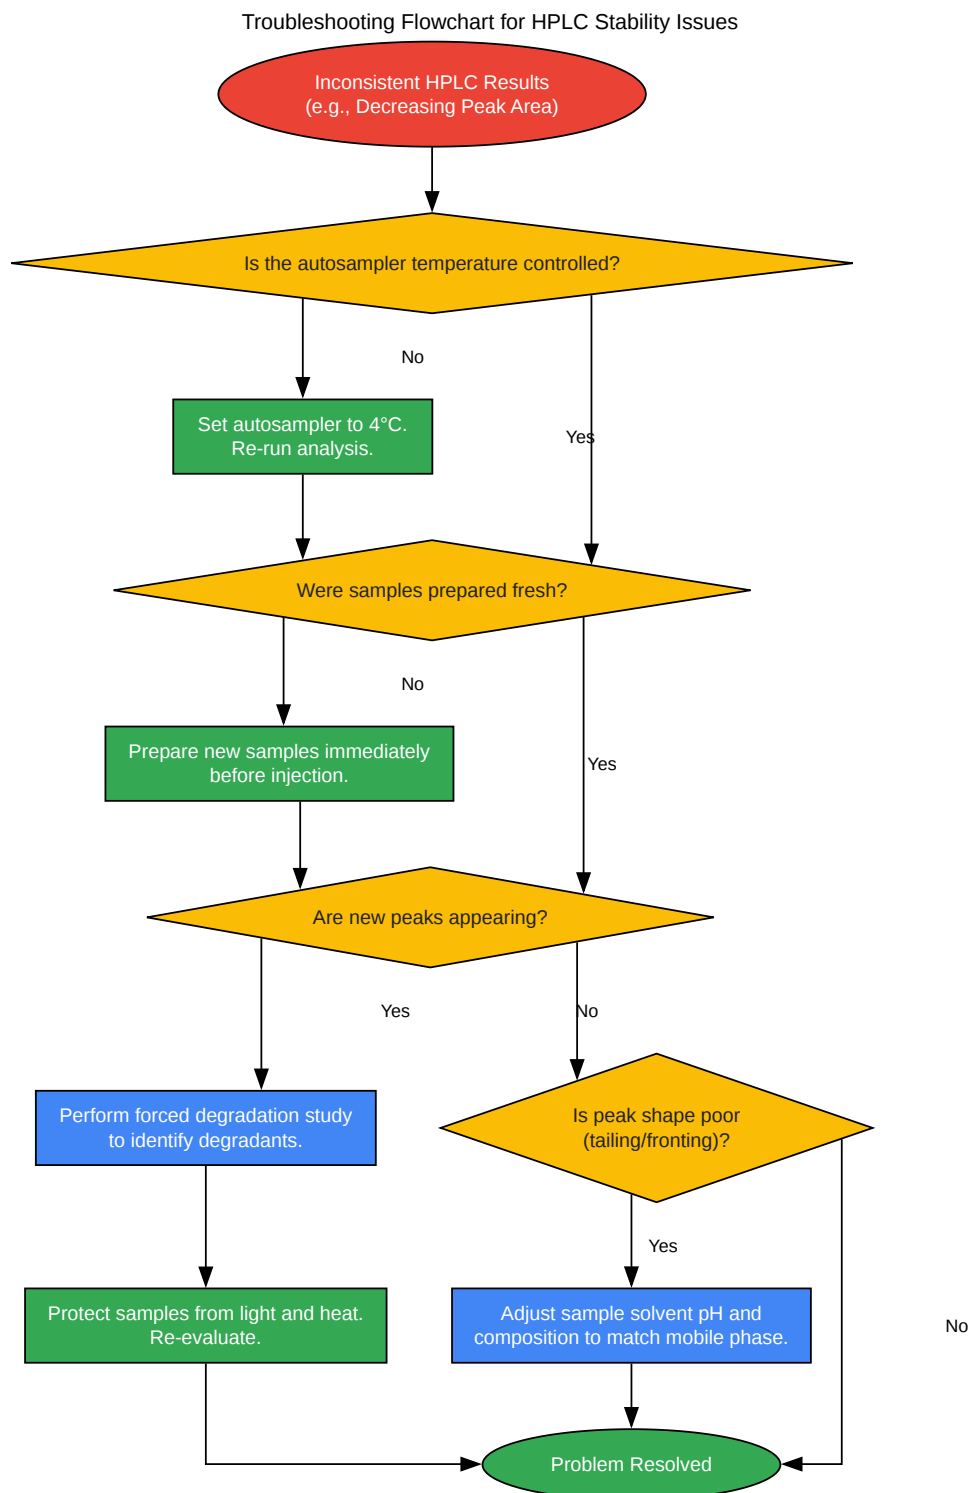 Troubleshooting Flowchart for HPLC Stability Issues
Inconsistent HPLC Results
(e.g., Decreasing Peak Area)
Is the autosampler temperature controlled?
No
Set autosampler to 4°C.
Re-run analysis.
Yes
Were samples prepared fresh?
No
Prepare new samples immediately
before injection.
Yes
Are new peaks appearing?
Yes
No
Perform forced degradation study
to identify degradants.
Is peak shape poor
(tailing/fronting)?
Yes
Protect samples from light and heat.
Re-evaluate.
Adjust sample solvent pH and
composition to match mobile phase.
No
Problem Resolved